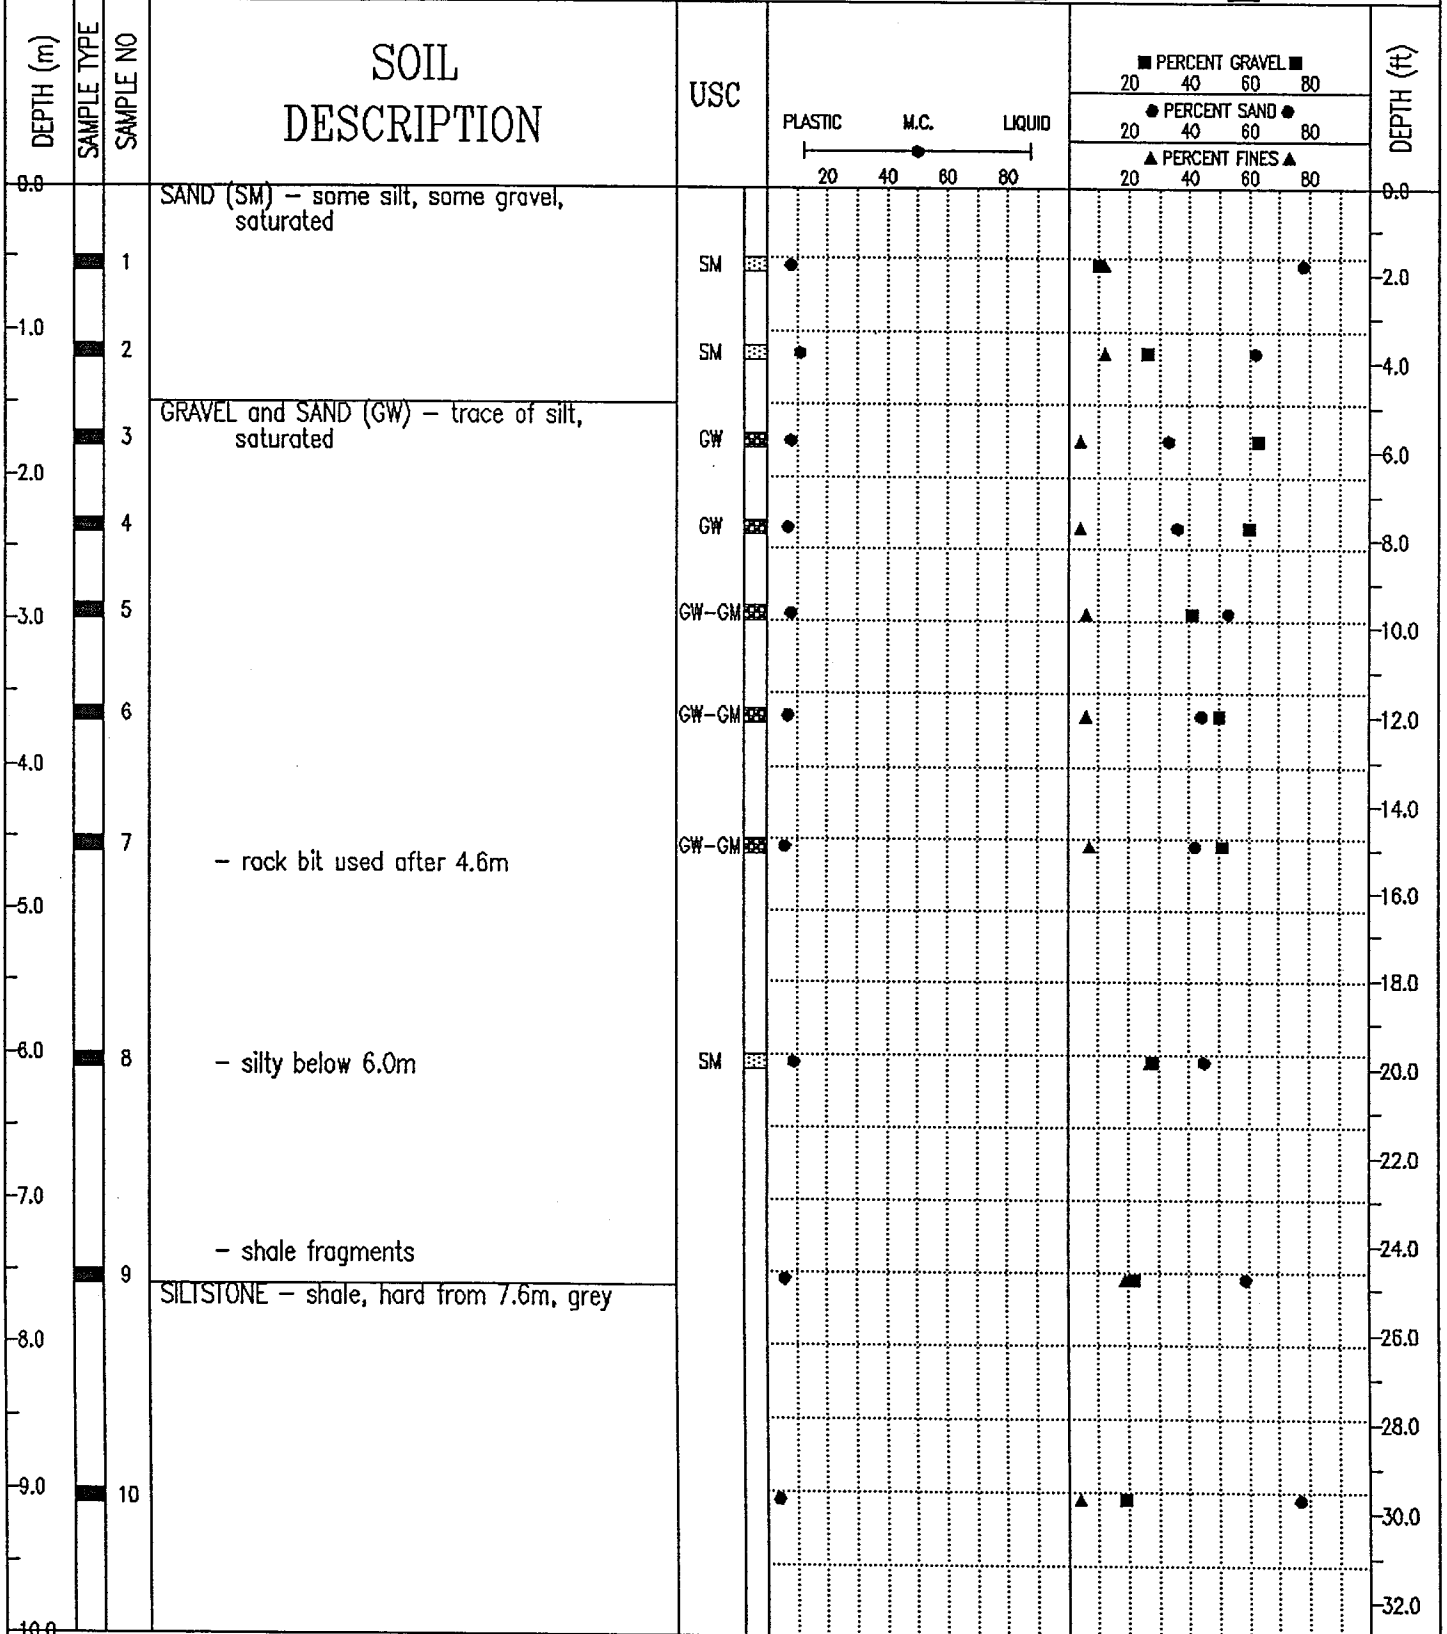 DEPTH (m)
SAMPLE TYPE
SAMPLE NO
SOIL
DESCRIPTION
USC
PLASTIC M.C. LIQUID
20 40 60 80
■ PERCENT GRAVEL ■
20 40 60 80
● PERCENT SAND ●
20 40 60 80
▲ PERCENT FINES ▲
20 40 60 80
DEPTH (ft)
0.0
SAND (SM) – some silt, some gravel,
saturated
0.0
1 SM
2.0
1.0
2 SM
4.0
GRAVEL and SAND (GW) – trace of silt,
saturated
3 GW
6.0
2.0
4 GW
8.0
3.0
5 GW-GM
10.0
6 GW-GM
12.0
4.0
14.0
7 GW-GM
– rock bit used after 4.6m
16.0
5.0
18.0
6.0
8 – silty below 6.0m SM
20.0
22.0
7.0
– shale fragments
24.0
9
SILTSTONE – shale, hard from 7.6m, grey
8.0
26.0
28.0
9.0
10
30.0
32.0
10.0